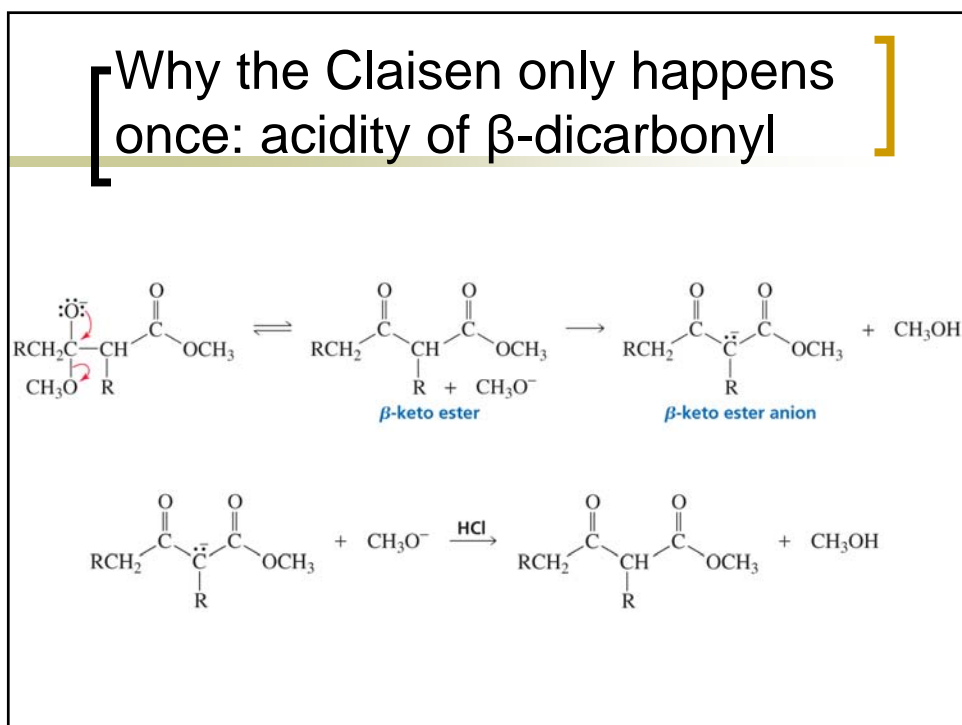 Why the Claisen only happens
once: acidity of β-dicarbonyl
:Ö:⁻ O O O O O
RCH₂C—CH C OCH₃ ⇌ RCH₂ C CH C OCH₃ → RCH₂ C C̈⁻ C OCH₃ + CH₃OH
CH₃O R R + CH₃O⁻ R
β-keto ester β-keto ester anion
O O O O
RCH₂ C C̈⁻ C OCH₃ + CH₃O⁻ HCl → RCH₂ C CH C OCH₃ + CH₃OH
R R